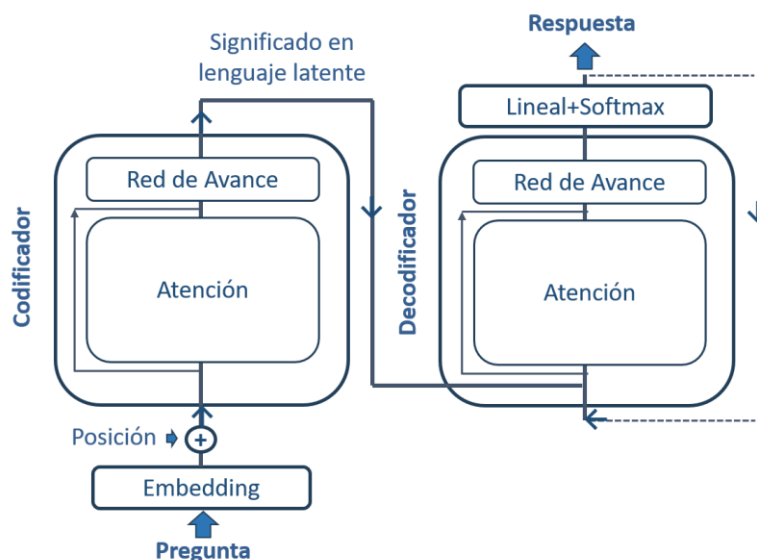 Significado en
lenguaje latente
Respuesta
Lineal+Softmax
Codificador
Red de Avance
Atención
Posición
+
Embedding
Pregunta
Decodificador
Red de Avance
Atención